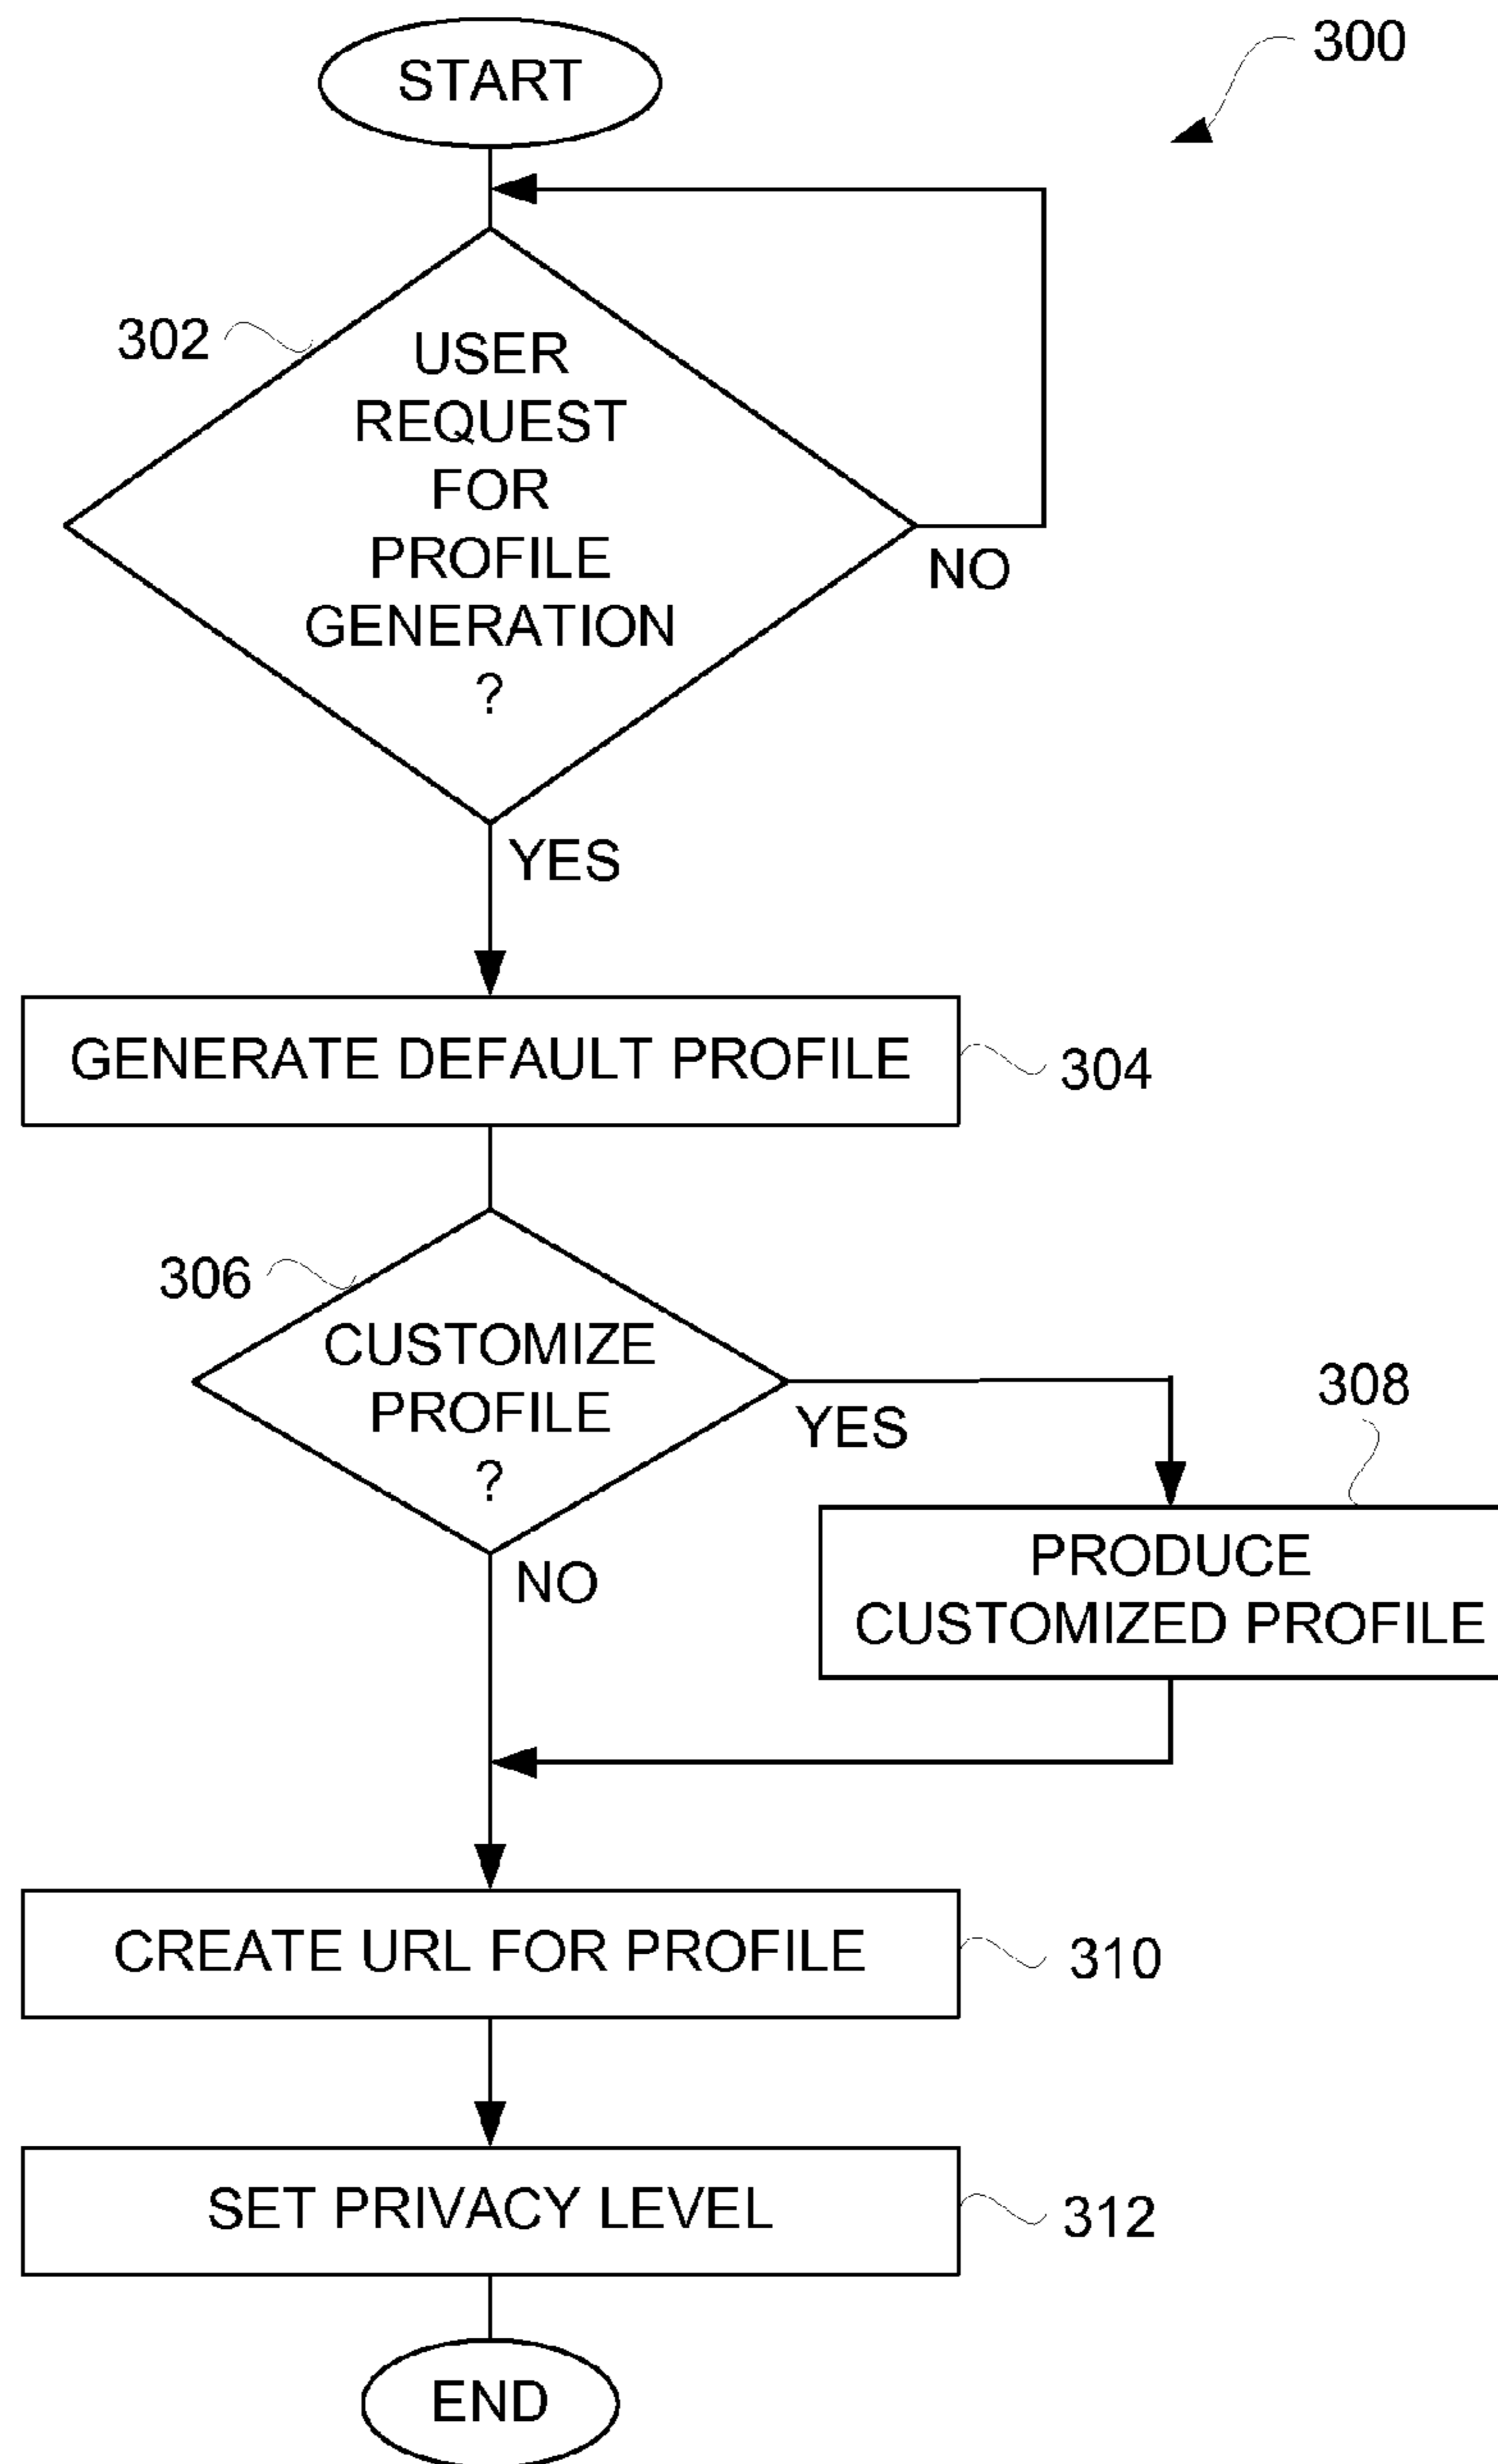 START
300
302
USER
REQUEST
FOR
PROFILE
GENERATION
?
NO
YES
GENERATE DEFAULT PROFILE
304
306
CUSTOMIZE
PROFILE
?
YES
308
NO
PRODUCE
CUSTOMIZED PROFILE
CREATE URL FOR PROFILE
310
SET PRIVACY LEVEL
312
END